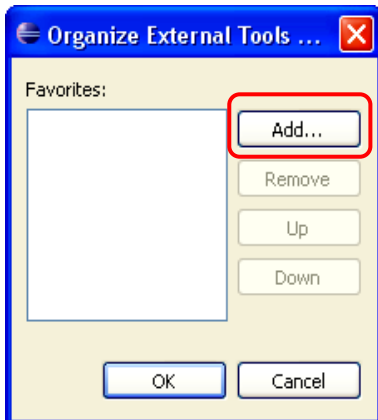 Organize External Tools ...
Favorites:
Add...
Remove
Up
Down
OK
Cancel